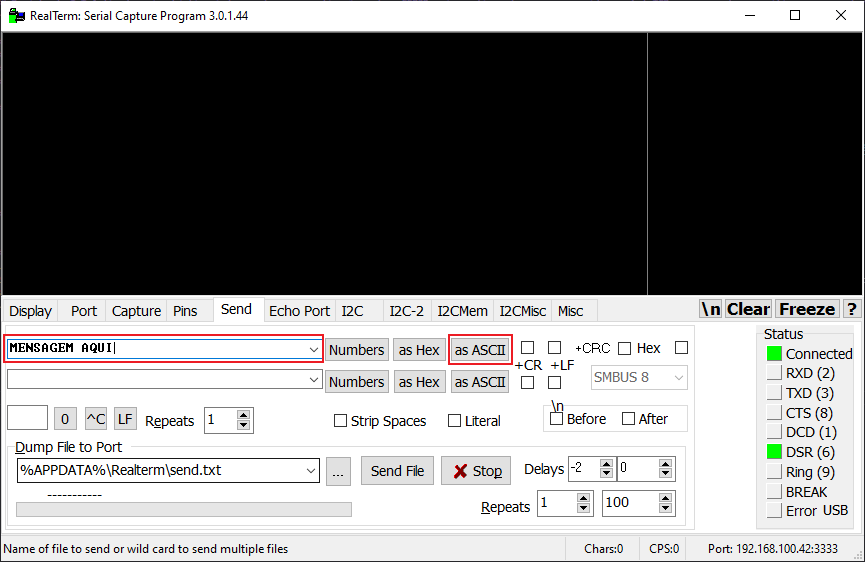 RealTerm: Serial Capture Program 3.0.1.44
Display Port Capture Pins Send Echo Port I2C I2C-2 I2CMem I2CMisc Misc \n Clear Freeze ?
MENSAGEM AQUI Numbers as Hex as ASCII +CRC Hex
+CR +LF
Numbers as Hex as ASCII SMBUS 8
0 ^C LF Repeats 1 Strip Spaces Literal \n Before After
Dump File to Port
%APPDATA%\Realterm\send.txt ... Send File Stop Delays -2 0
-----------
Repeats 1 100
Status
Connected
RXD (2)
TXD (3)
CTS (8)
DCD (1)
DSR (6)
Ring (9)
BREAK
Error USB
Name of file to send or wild card to send multiple files Chars:0 CPS:0 Port: 192.168.100.42:3333